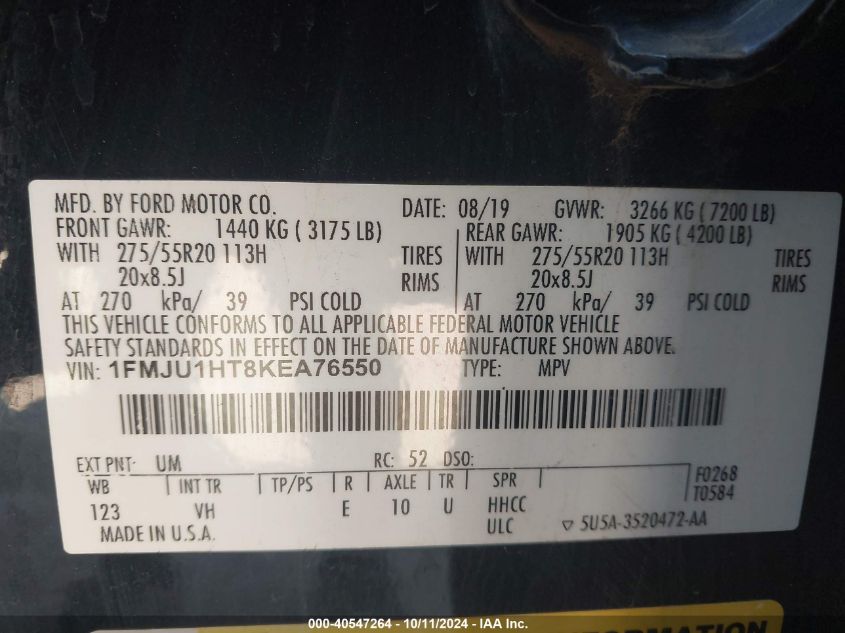 MFD. BY FORD MOTOR CO. DATE: 08/19 GVWR: 3266 KG ( 7200 LB)
FRONT GAWR: 1440 KG ( 3175 LB) REAR GAWR: 1905 KG ( 4200 LB)
WITH 275/55R20 113H TIRES WITH 275/55R20 113H TIRES
20x8.5J RIMS 20x8.5J RIMS
AT 270 kPa/ 39 PSI COLD AT 270 kPa/ 39 PSI COLD
THIS VEHICLE CONFORMS TO ALL APPLICABLE FEDERAL MOTOR VEHICLE
SAFETY STANDARDS IN EFFECT ON THE DATE OF MANUFACTURE SHOWN ABOVE.
VIN: 1FMJU1HT8KEA76550 TYPE: MPV
EXT PNT: UM RC: 52 DSO:
WB INT TR TP/PS R AXLE TR SPR F0268
123 VH E 10 U HHCC T0584
MADE IN U.S.A. ULC ▽ 5U5A-3520472-AA
INFORMATION
000-40547264 - 10/11/2024 - IAA Inc.